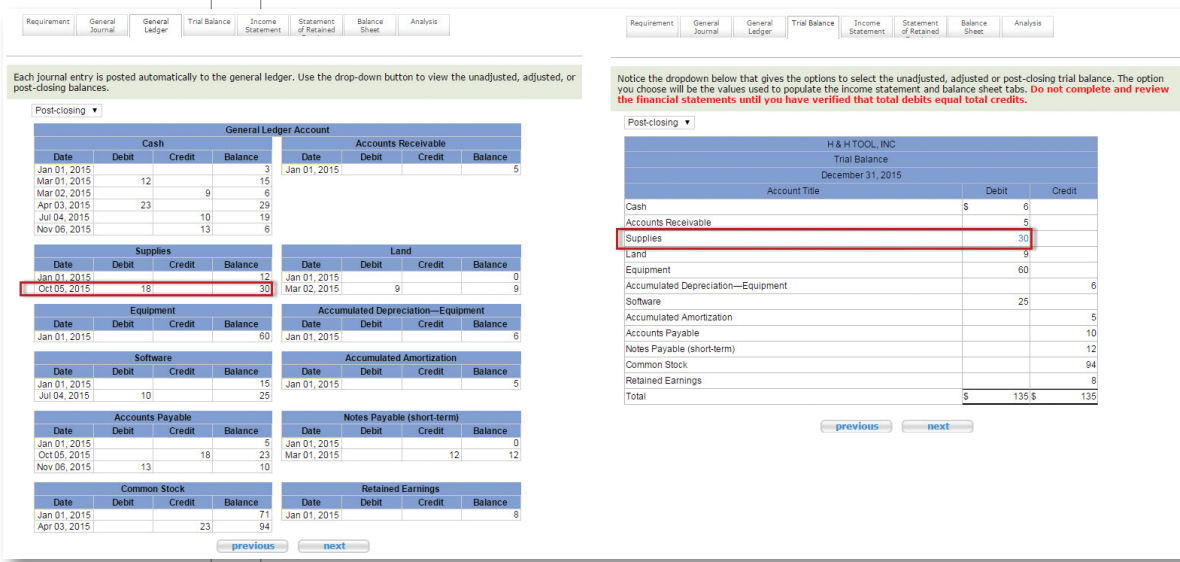 Requirement General Journal General Ledger Trial Balance Income Statement Statement of Retained Balance Sheet Analysis
Each journal entry is posted automatically to the general ledger. Use the drop-down button to view the unadjusted, adjusted, or
post-closing balances.
Post-closing ▼
General Ledger Account
Cash Accounts Receivable
Date Debit Credit Balance Date Debit Credit Balance
Jan 01, 2015 3 Jan 01, 2015 5
Mar 01, 2015 12 15
Mar 02, 2015 9 6
Apr 03, 2015 23 29
Jul 04, 2015 10 19
Nov 06, 2015 13 6
Supplies Land
Date Debit Credit Balance Date Debit Credit Balance
Jan 01, 2015 12 Jan 01, 2015 0
Oct 05, 2015 18 30 Mar 02, 2015 9 9
Equipment Accumulated Depreciation—Equipment
Date Debit Credit Balance Date Debit Credit Balance
Jan 01, 2015 60 Jan 01, 2015 6
Software Accumulated Amortization
Date Debit Credit Balance Date Debit Credit Balance
Jan 01, 2015 15 Jan 01, 2015 5
Jul 04, 2015 10 25
Accounts Payable Notes Payable (short-term)
Date Debit Credit Balance Date Debit Credit Balance
Jan 01, 2015 5 Jan 01, 2015 0
Oct 05, 2015 18 23 Mar 01, 2015 12 12
Nov 06, 2015 13 10
Common Stock Retained Earnings
Date Debit Credit Balance Date Debit Credit Balance
Jan 01, 2015 71 Jan 01, 2015 8
Apr 03, 2015 23 94
previous next
Requirement General Journal General Ledger Trial Balance Income Statement Statement of Retained Balance Sheet Analysis
Notice the dropdown below that gives the options to select the unadjusted, adjusted or post-closing trial balance. The option
you choose will be the values used to populate the income statement and balance sheet tabs. Do not complete and review
the financial statements until you have verified that total debits equal total credits.
Post-closing ▼
H & H TOOL, INC
Trial Balance
December 31, 2015
Account Title Debit Credit
Cash $ 6
Accounts Receivable 5
Supplies 30
Land 9
Equipment 60
Accumulated Depreciation—Equipment 6
Software 25
Accumulated Amortization 5
Accounts Payable 10
Notes Payable (short-term) 12
Common Stock 94
Retained Earnings 8
Total $ 135 $ 135
previous next